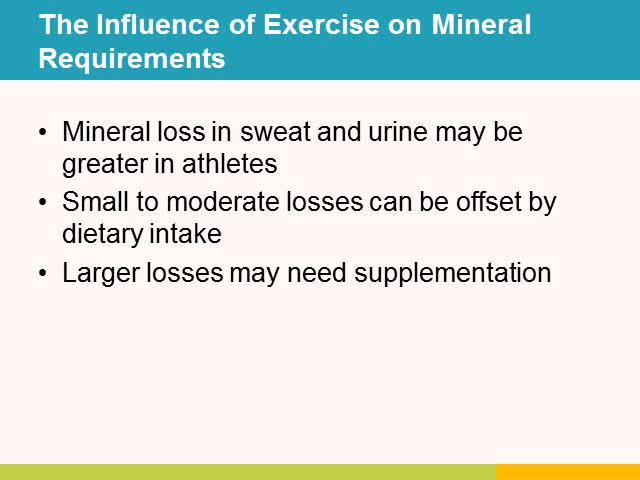 The Influence of Exercise on Mineral
Requirements
• Mineral loss in sweat and urine may be
greater in athletes
• Small to moderate losses can be offset by
dietary intake
• Larger losses may need supplementation